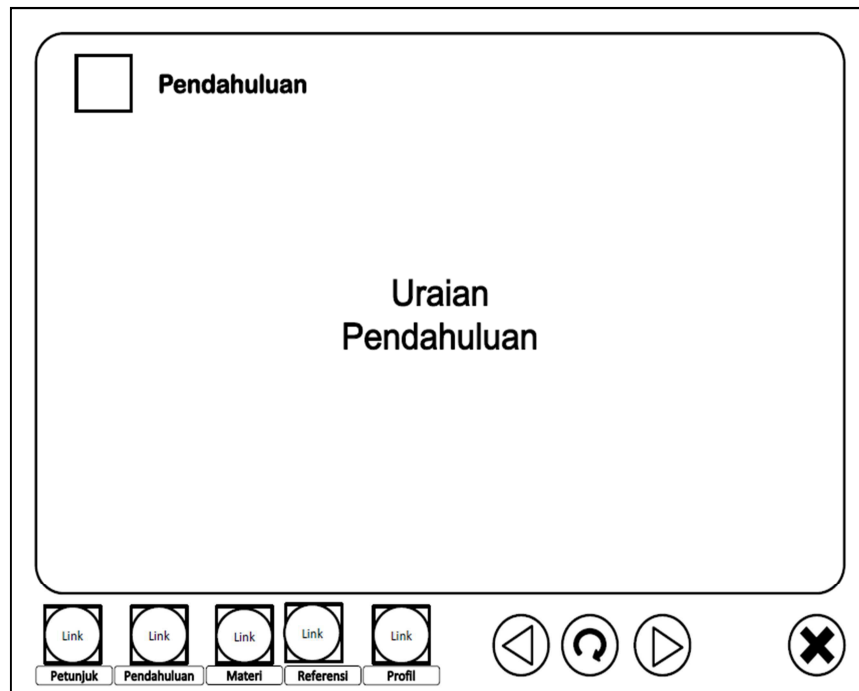 Pendahuluan
Uraian
Pendahuluan
Link
Link
Link
Link
Link
Petunjuk
Pendahuluan
Materi
Referensi
Profil